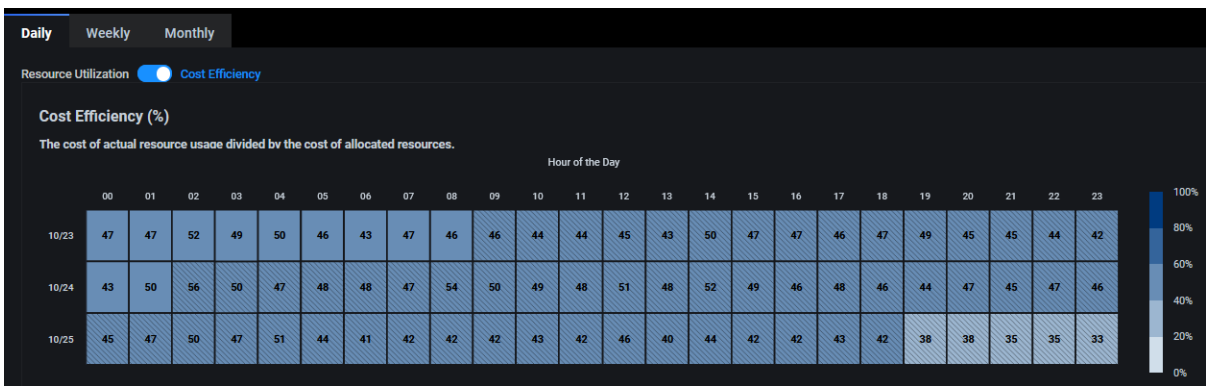 Daily Weekly Monthly
Resource Utilization Cost Efficiency
Cost Efficiency (%)
The cost of actual resource usage divided by the cost of allocated resources.
Hour of the Day
00 01 02 03 04 05 06 07 08 09 10 11 12 13 14 15 16 17 18 19 20 21 22 23
10/23 47 47 52 49 50 46 43 47 46 46 44 44 45 43 50 47 47 46 47 49 45 45 44 42
10/24 43 50 56 50 47 48 48 47 54 50 49 48 51 48 52 49 46 48 46 44 47 45 47 46
10/25 45 47 50 47 51 44 41 42 42 42 43 42 46 40 44 42 42 43 42 38 38 35 35 33
100%
80%
60%
40%
20%
0%